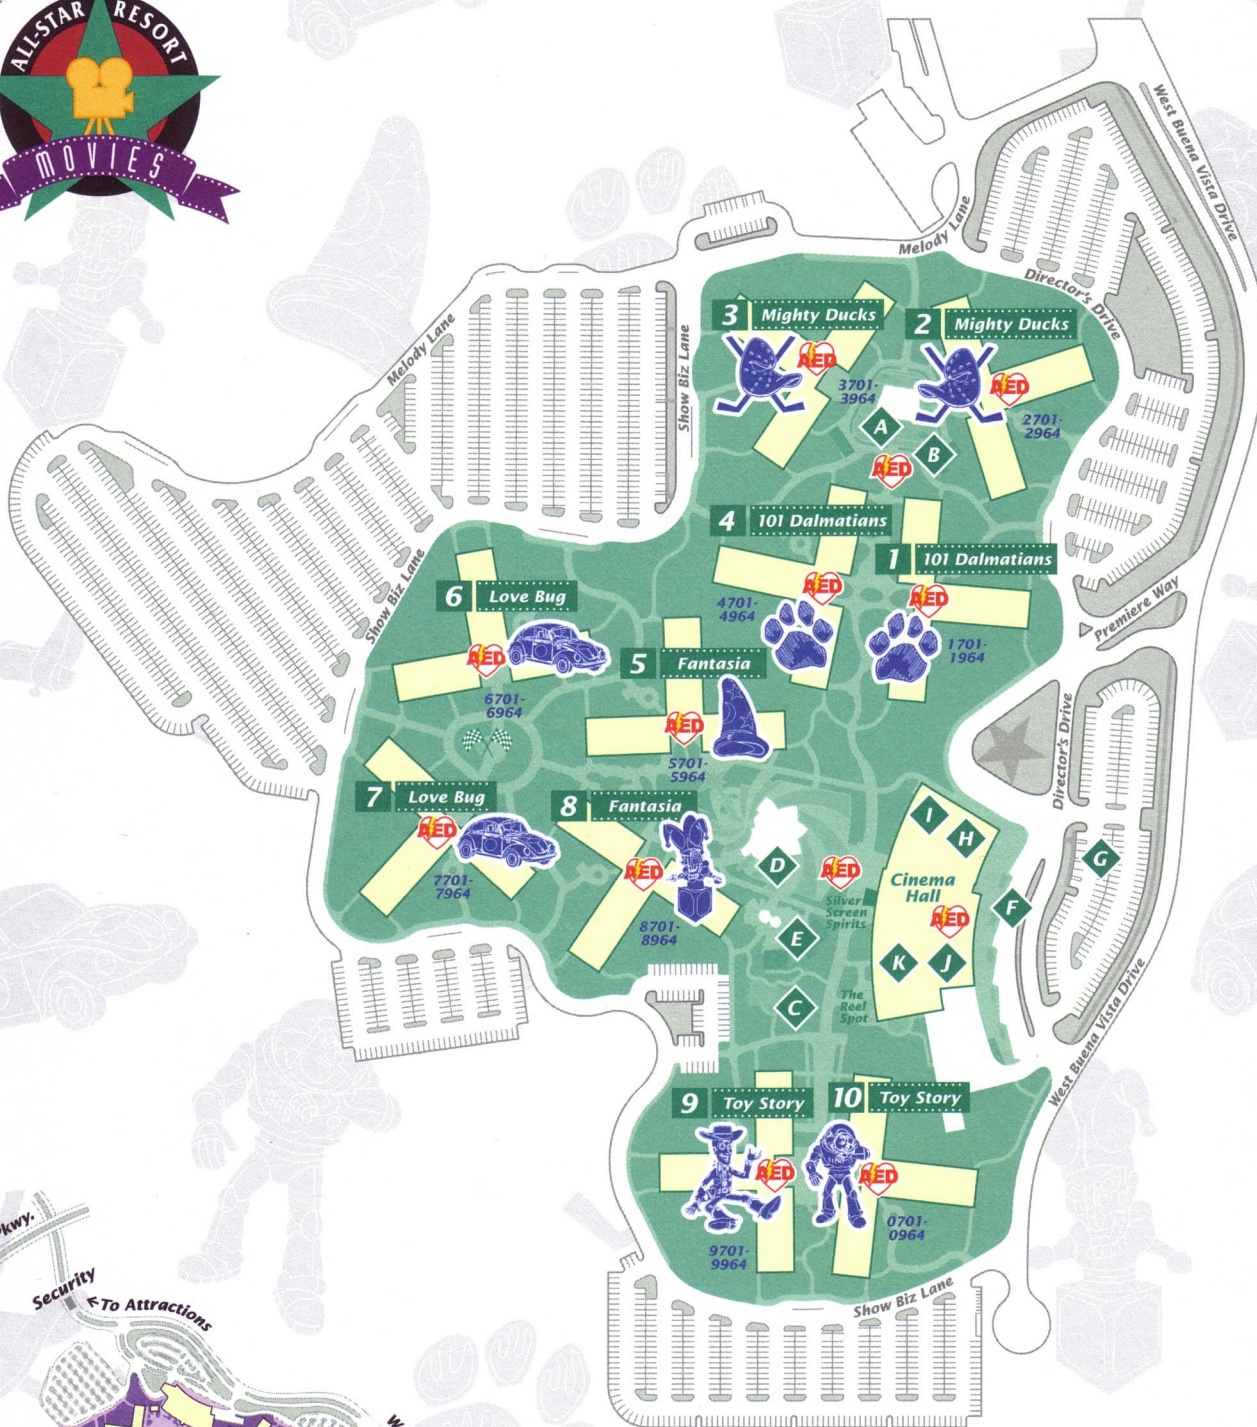 ALL-STAR RESORT
MOVIES
West Buena Vista Drive
Melody Lane
Director's Drive
3 Mighty Ducks
2 Mighty Ducks
AED
AED
3701-
3964
2701-
2964
A
B
AED
Melody Lane
Show Biz Lane
4 101 Dalmatians
1 101 Dalmatians
AED
AED
4701-
4964
1701-
1964
Premiere Way
Show Biz Lane
6 Love Bug
AED
6701-
6964
5 Fantasia
AED
5701-
5964
Director's Drive
7 Love Bug
AED
7701-
7964
8 Fantasia
AED
8701-
8964
D
AED
I
H
G
Cinema
Hall
AED
Silver
Screen
Spirits
F
E
K
J
C
The
Reel
Spot
West Buena Vista Drive
9 Toy Story
10 Toy Story
AED
AED
9701-
9964
0701-
0964
Show Biz Lane
Pkwy.
Security
To Attractions